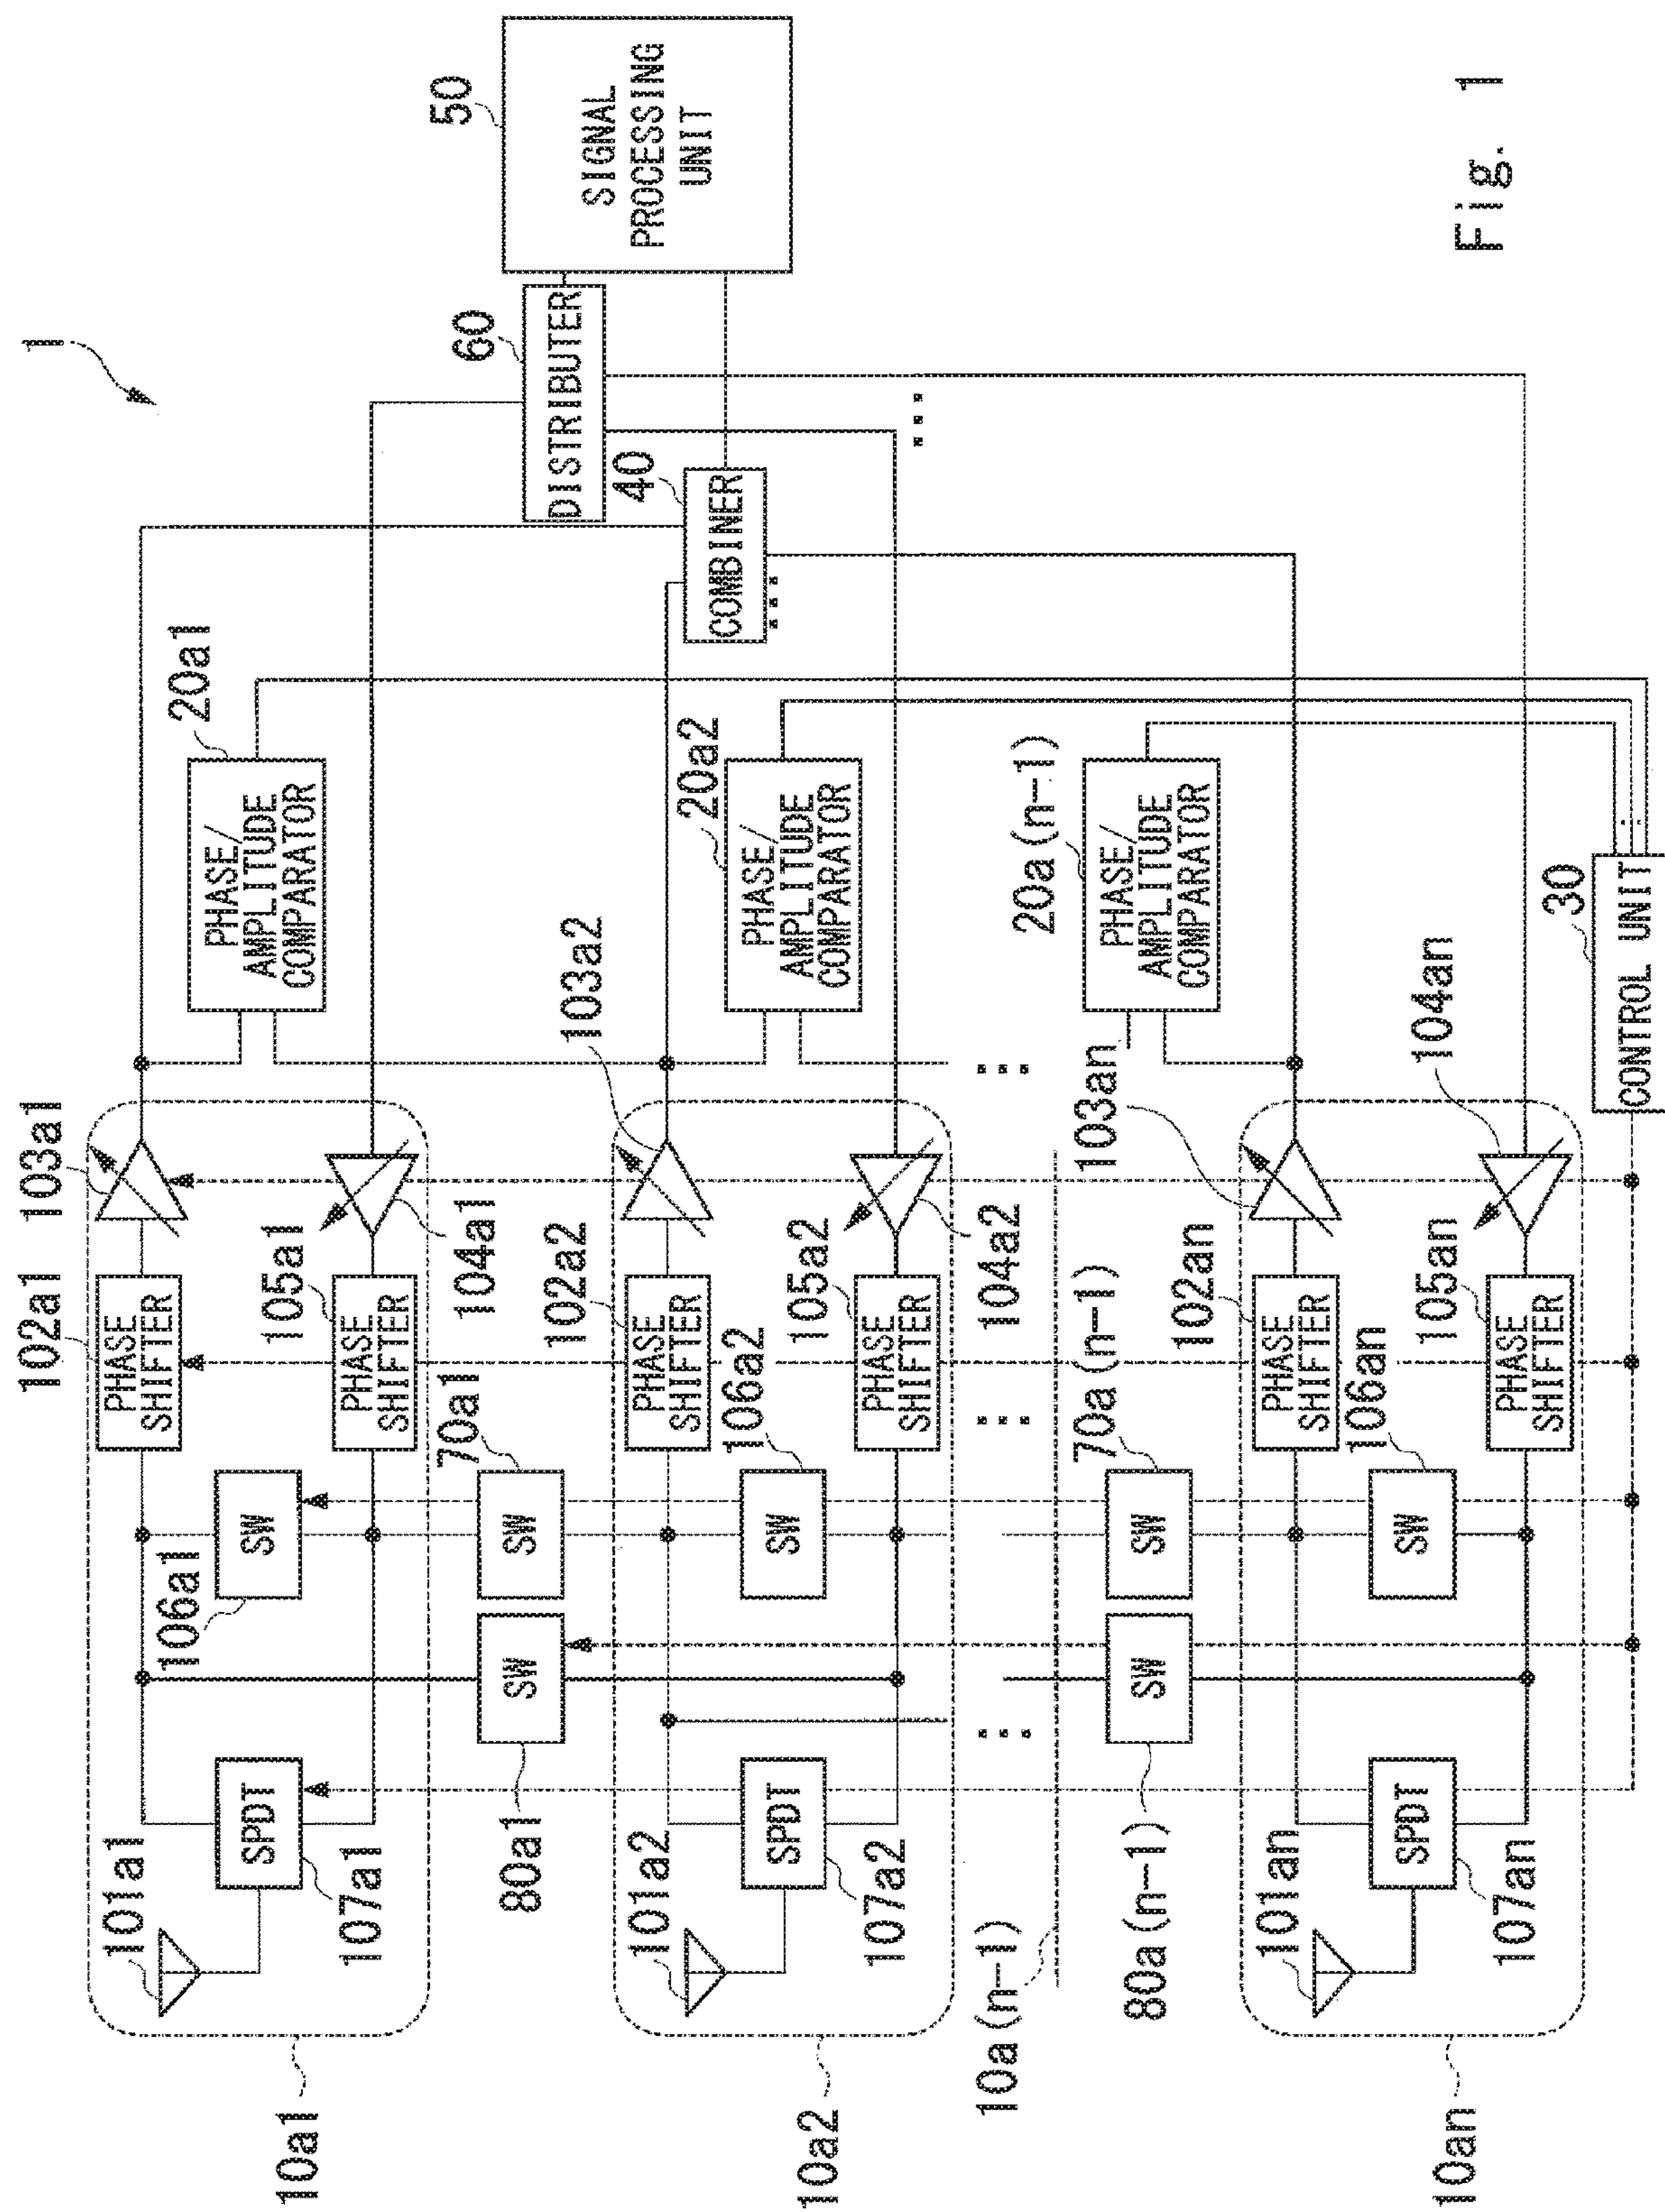 1
50
SIGNAL
PROCESSING
UNIT
60
DISTRIBUTER
40
COMBINER
...
...
20a1
PHASE/
AMPLITUDE
COMPARATOR
20a2
PHASE/
AMPLITUDE
COMPARATOR
20a(n-1)
PHASE/
AMPLITUDE
COMPARATOR
30
CONTROL UNIT
...
103a1
104a1
103a2
104a2
...
103an
104an
102a1
PHASE
SHIFTER
105a1
PHASE
SHIFTER
102a2
PHASE
SHIFTER
105a2
PHASE
SHIFTER
...
102an
PHASE
SHIFTER
105an
PHASE
SHIFTER
106a1
SW
70a1
SW
106a2
SW
70a(n-1)
SW
106an
SW
80a1
SW
80a(n-1)
SW
...
101a1
SPDT
107a1
101a2
SPDT
107a2
101an
SPDT
107an
10a1
10a2
10a(n-1)
10an
Fig. 1